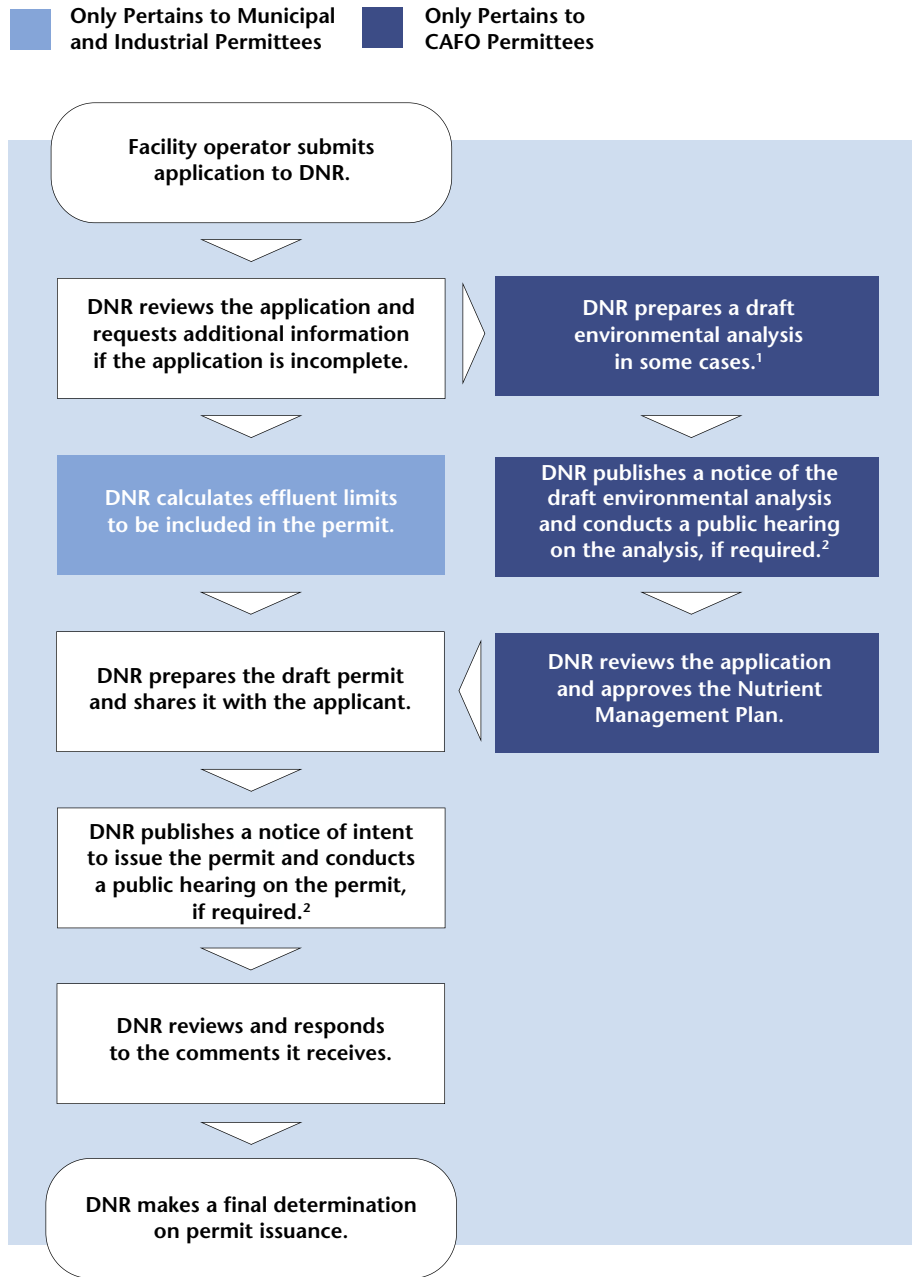 Only Pertains to Municipal
and Industrial Permittees
Only Pertains to
CAFO Permittees
Facility operator submits
application to DNR.
DNR reviews the application and
requests additional information
if the application is incomplete.
DNR prepares a draft
environmental analysis
in some cases.¹
DNR calculates effluent limits
to be included in the permit.
DNR publishes a notice of the
draft environmental analysis
and conducts a public hearing
on the analysis, if required.²
DNR prepares the draft permit
and shares it with the applicant.
DNR reviews the application
and approves the Nutrient
Management Plan.
DNR publishes a notice of intent
to issue the permit and conducts
a public hearing on the permit,
if required.²
DNR reviews and responds
to the comments it receives.
DNR makes a final determination
on permit issuance.